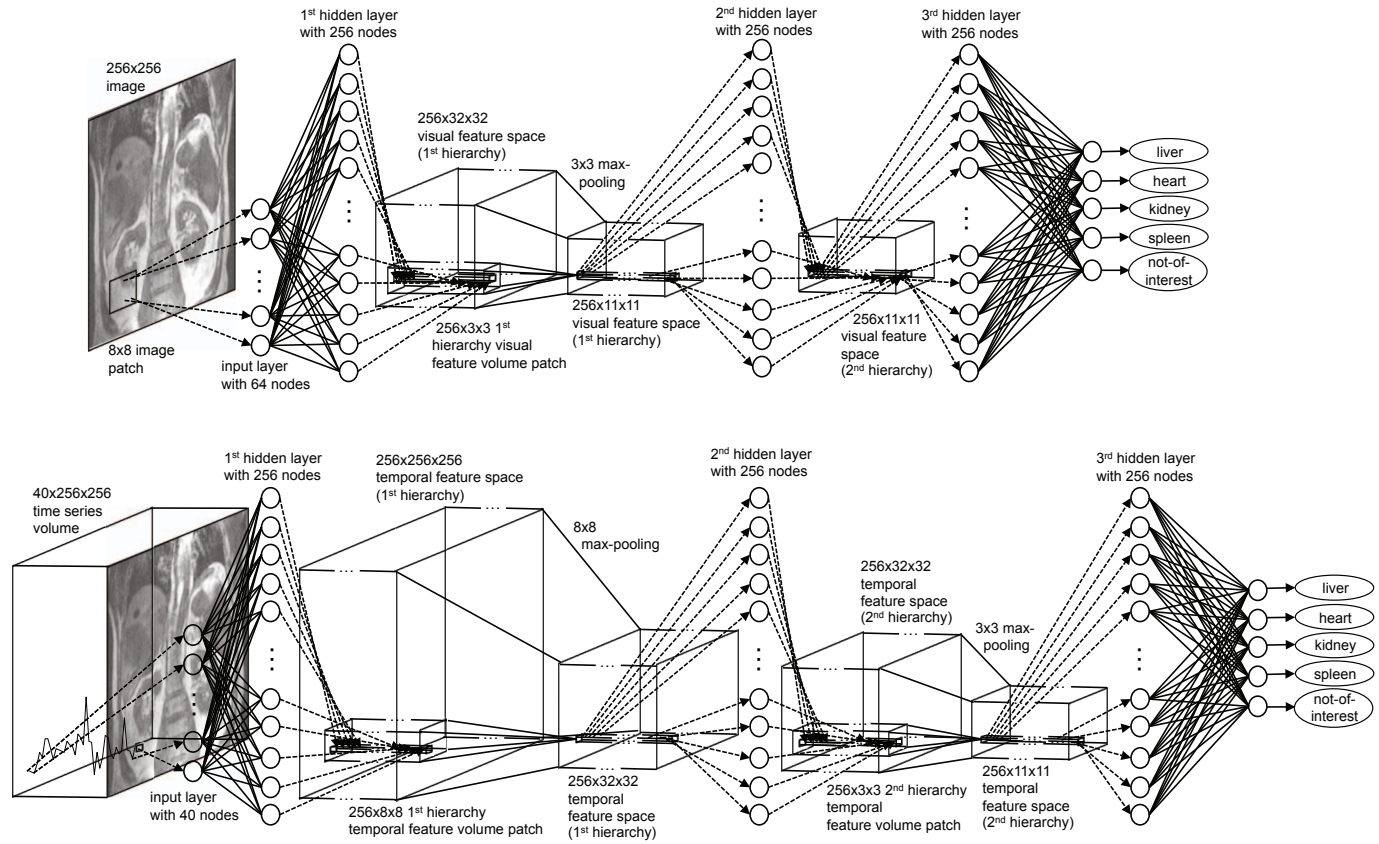 1st hidden layer
with 256 nodes
2nd hidden layer
with 256 nodes
3rd hidden layer
with 256 nodes
256x256
image
256x32x32
visual feature space
(1st hierarchy)
3x3 max-
pooling
liver
heart
kidney
spleen
not-of-
interest
8x8 image
patch
input layer
with 64 nodes
256x3x3 1st
hierarchy visual
feature volume patch
256x11x11
visual feature space
(1st hierarchy)
256x11x11
visual feature
space
(2nd hierarchy)
1st hidden layer
with 256 nodes
256x256x256
temporal feature space
(1st hierarchy)
2nd hidden layer
with 256 nodes
3rd hidden layer
with 256 nodes
40x256x256
time series
volume
8x8
max-pooling
256x32x32
temporal
feature space
(2nd hierarchy)
3x3 max-
pooling
liver
heart
kidney
spleen
not-of-
interest
input layer
with 40 nodes
256x8x8 1st hierarchy
temporal feature volume patch
256x32x32
temporal
feature space
(1st hierarchy)
256x3x3 2nd hierarchy
temporal
feature volume patch
256x11x11
temporal
feature space
(2nd hierarchy)